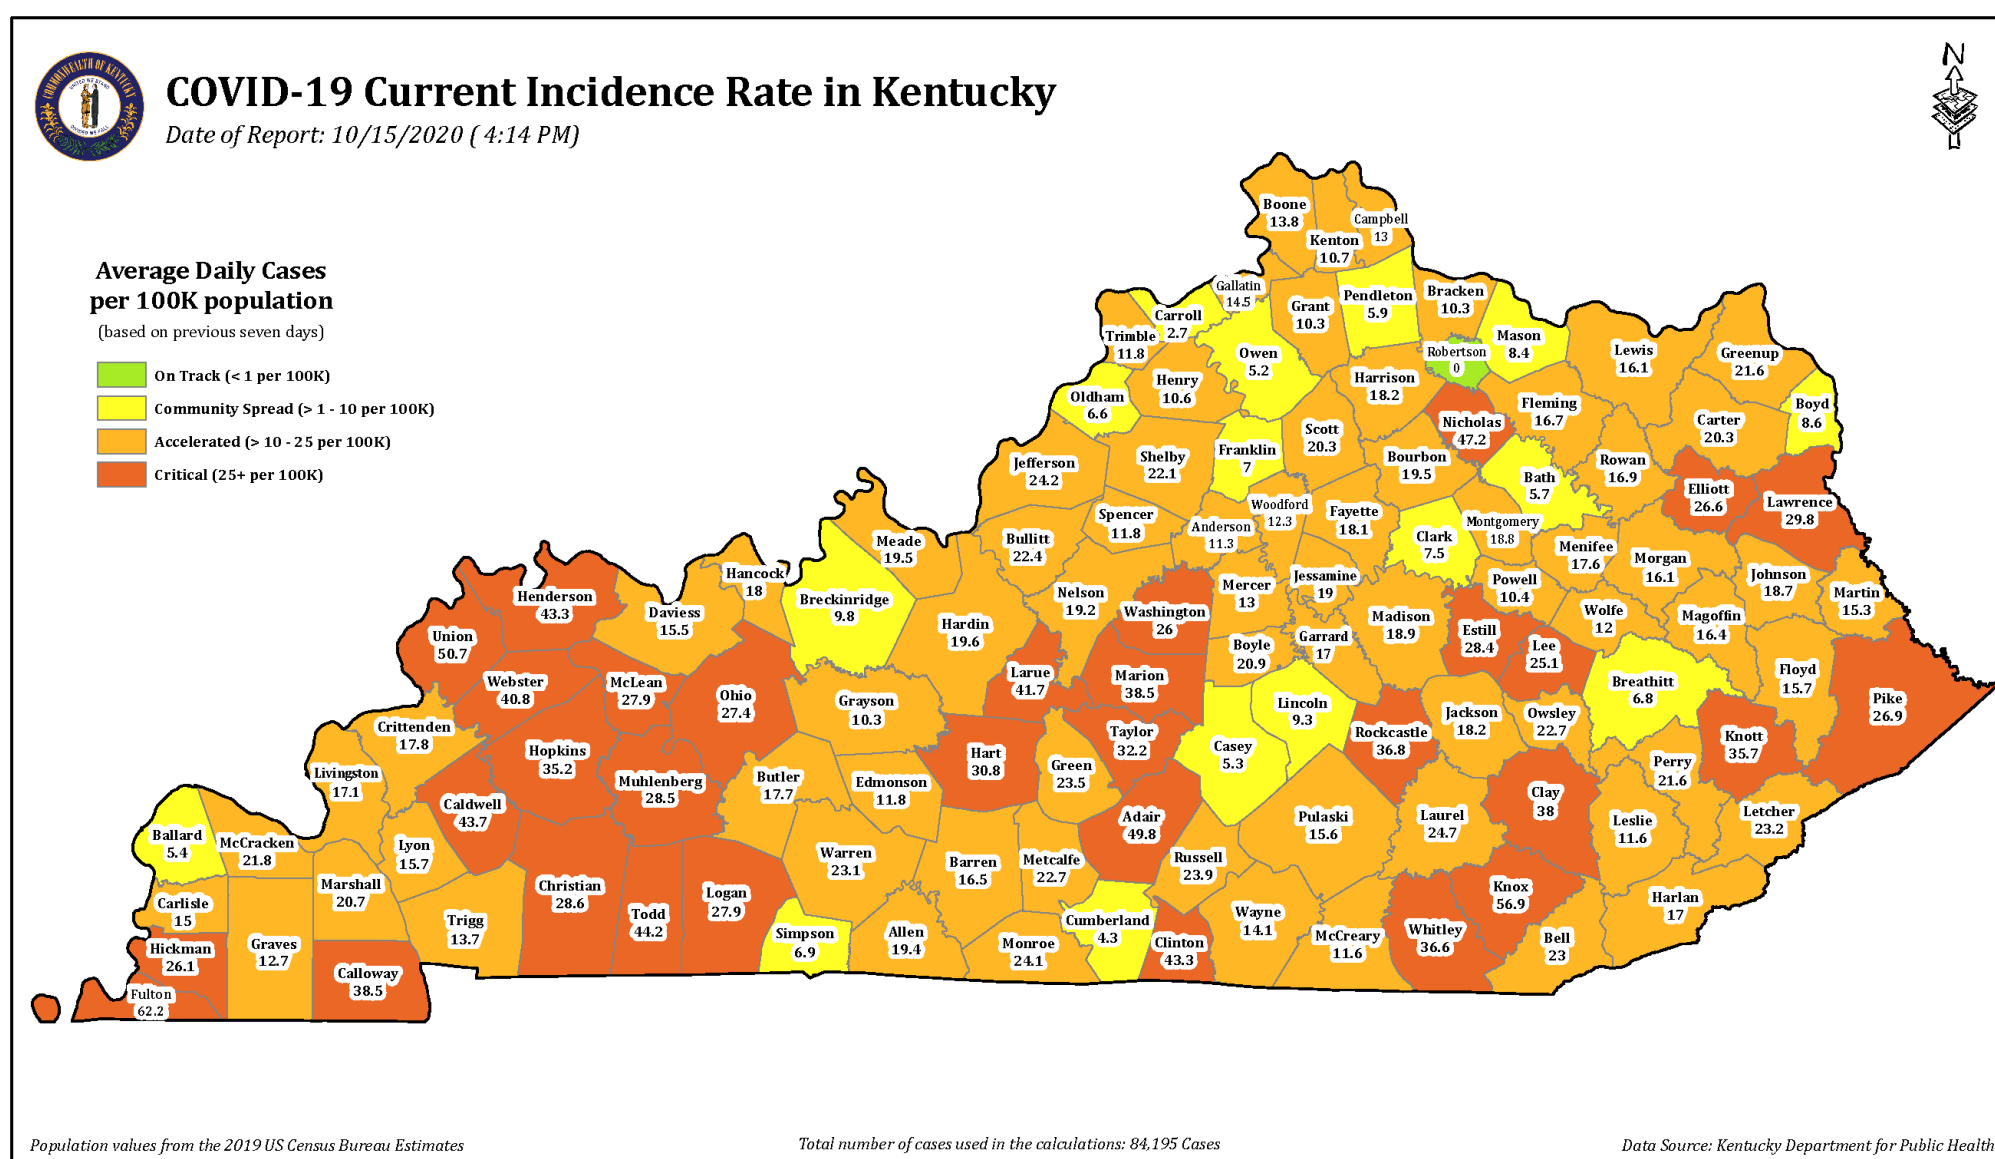 COMMONWEALTH OF KENTUCKY
UNITED WE STAND
DIVIDED WE FALL
COVID-19 Current Incidence Rate in Kentucky
Date of Report: 10/15/2020 ( 4:14 PM)
N
Average Daily Cases
per 100K population
(based on previous seven days)
On Track (< 1 per 100K)
Community Spread (> 1 - 10 per 100K)
Accelerated (> 10 - 25 per 100K)
Critical (25+ per 100K)
Boone
13.8
Kenton
10.7
Campbell
13
Gallatin
14.5
Grant
10.3
Pendleton
5.9
Bracken
10.3
Carroll
2.7
Trimble
11.8
Owen
5.2
Robertson
0
Mason
8.4
Lewis
16.1
Greenup
21.6
Henry
10.6
Oldham
6.6
Harrison
18.2
Nicholas
47.2
Fleming
16.7
Carter
20.3
Boyd
8.6
Jefferson
24.2
Shelby
22.1
Franklin
7
Scott
20.3
Bourbon
19.5
Bath
5.7
Rowan
16.9
Elliott
26.6
Lawrence
29.8
Bullitt
22.4
Spencer
11.8
Anderson
11.3
Woodford
12.3
Fayette
18.1
Clark
7.5
Montgomery
18.8
Menifee
17.6
Morgan
16.1
Johnson
18.7
Martin
15.3
Meade
19.5
Hancock
18
Breckinridge
9.8
Hardin
19.6
Nelson
19.2
Washington
26
Mercer
13
Jessamine
19
Madison
18.9
Powell
10.4
Estill
28.4
Wolfe
12
Magoffin
16.4
Henderson
43.3
Daviess
15.5
Union
50.7
Webster
40.8
McLean
27.9
Ohio
27.4
Grayson
10.3
Larue
41.7
Marion
38.5
Boyle
20.9
Garrard
17
Lee
25.1
Breathitt
6.8
Floyd
15.7
Pike
26.9
Lincoln
9.3
Casey
5.3
Rockcastle
36.8
Jackson
18.2
Owsley
22.7
Knott
35.7
Perry
21.6
Crittenden
17.8
Hopkins
35.2
Muhlenberg
28.5
Butler
17.7
Edmonson
11.8
Hart
30.8
Green
23.5
Taylor
32.2
Livingston
17.1
Caldwell
43.7
Adair
49.8
Pulaski
15.6
Laurel
24.7
Clay
38
Leslie
11.6
Letcher
23.2
Ballard
5.4
McCracken
21.8
Lyon
15.7
Marshall
20.7
Carlisle
15
Hickman
26.1
Fulton
62.2
Graves
12.7
Calloway
38.5
Trigg
13.7
Christian
28.6
Todd
44.2
Logan
27.9
Warren
23.1
Simpson
6.9
Allen
19.4
Barren
16.5
Metcalfe
22.7
Monroe
24.1
Cumberland
4.3
Russell
23.9
Clinton
43.3
Wayne
14.1
McCreary
11.6
Whitley
36.6
Knox
56.9
Bell
23
Harlan
17
Population values from the 2019 US Census Bureau Estimates
Total number of cases used in the calculations: 84,195 Cases
Data Source: Kentucky Department for Public Health